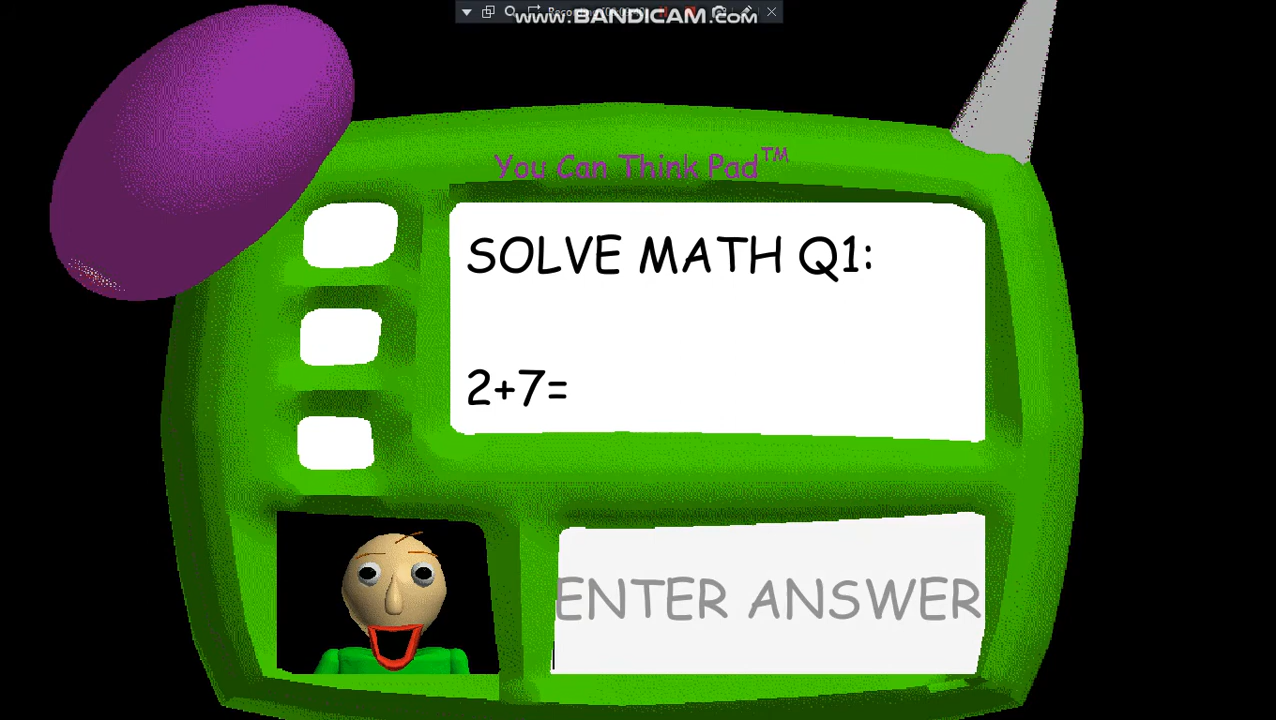 www.BANDICAM.com
You Can Think Pad™
SOLVE MATH Q1:
2+7=
ENTER ANSWER